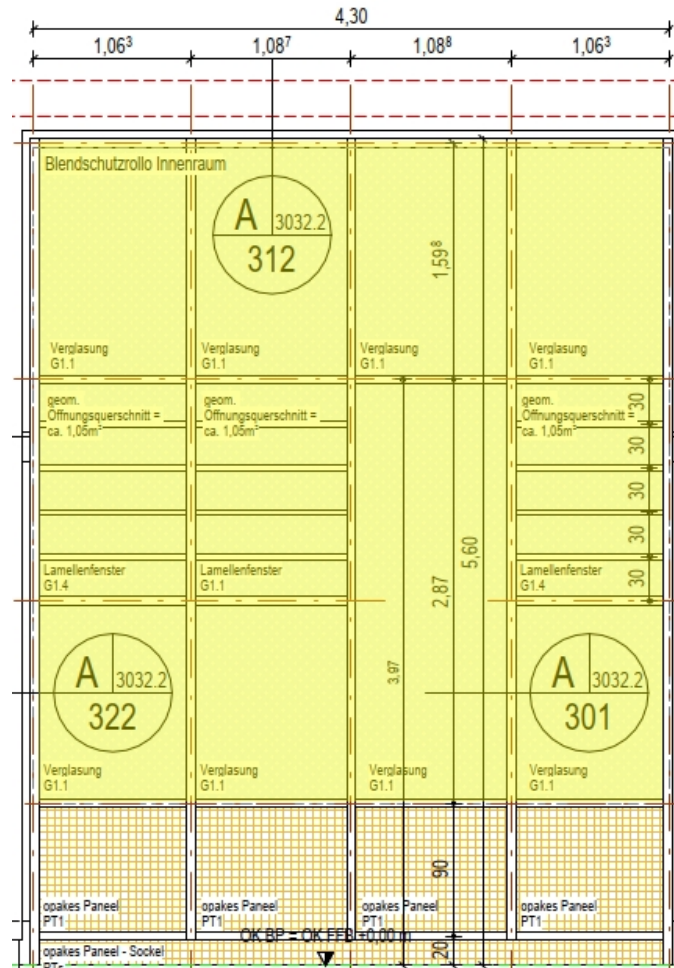 4,30
1,06³ 1,08⁷ 1,08⁸ 1,06³
Blendschutzrollo Innenraum
A 3032.2
312
1,59⁸
Verglasung
G1.1
Verglasung
G1.1
Verglasung
G1.1
Verglasung
G1.1
geom.
Öffnungsquerschnitt =
ca. 1,05m²
geom.
Öffnungsquerschnitt =
ca. 1,05m²
geom.
Öffnungsquerschnitt =
ca. 1,05m²
30
30
30
30
30
Lamellenfenster
G1.4
Lamellenfenster
G1.1
Lamellenfenster
G1.4
2,87
5,60
3,97
A 3032.2
322
A 3032.2
301
Verglasung
G1.1
Verglasung
G1.1
Verglasung
G1.1
Verglasung
G1.1
90
opakes Paneel
PT1
opakes Paneel
PT1
opakes Paneel
PT1
opakes Paneel
PT1
OK BP = OK FFB +0,00 m
20
opakes Paneel - Sockel